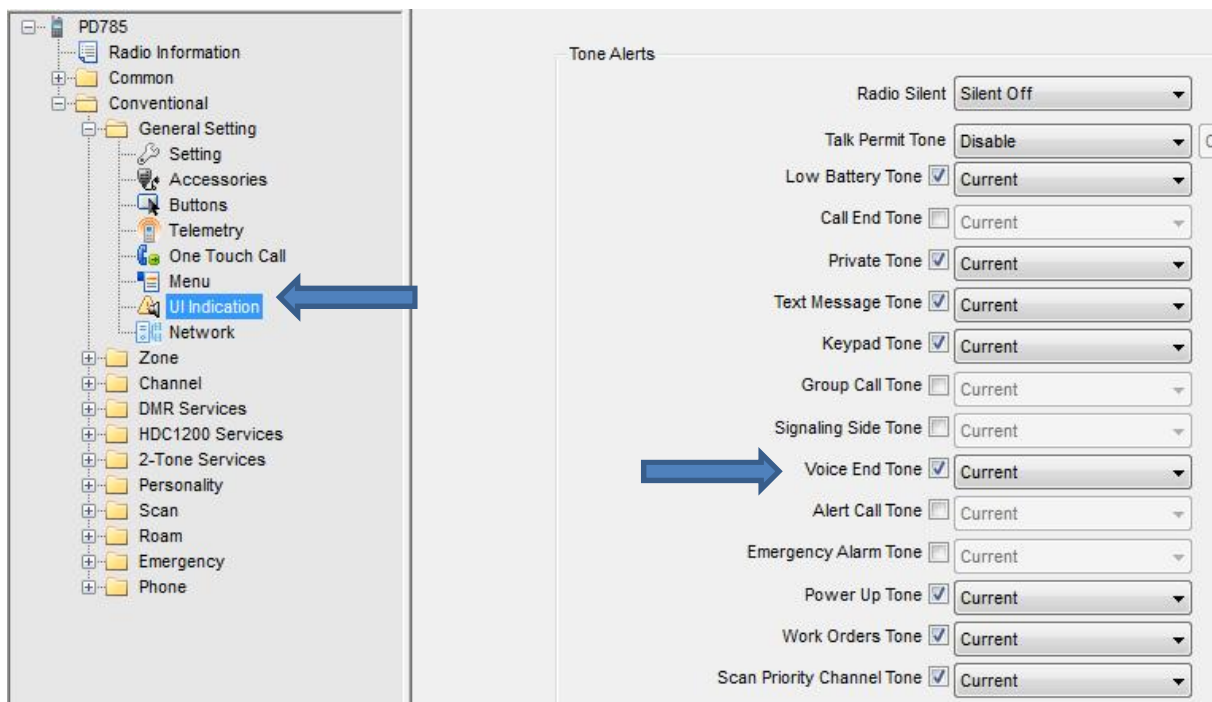 PD785
Radio Information
Common
Conventional
General Setting
Setting
Accessories
Buttons
Telemetry
One Touch Call
Menu
UI Indication
Network
Zone
Channel
DMR Services
HDC1200 Services
2-Tone Services
Personality
Scan
Roam
Emergency
Phone
Tone Alerts
Radio Silent Silent Off
Talk Permit Tone Disable
Low Battery Tone Current
Call End Tone Current
Private Tone Current
Text Message Tone Current
Keypad Tone Current
Group Call Tone Current
Signaling Side Tone Current
Voice End Tone Current
Alert Call Tone Current
Emergency Alarm Tone Current
Power Up Tone Current
Work Orders Tone Current
Scan Priority Channel Tone Current